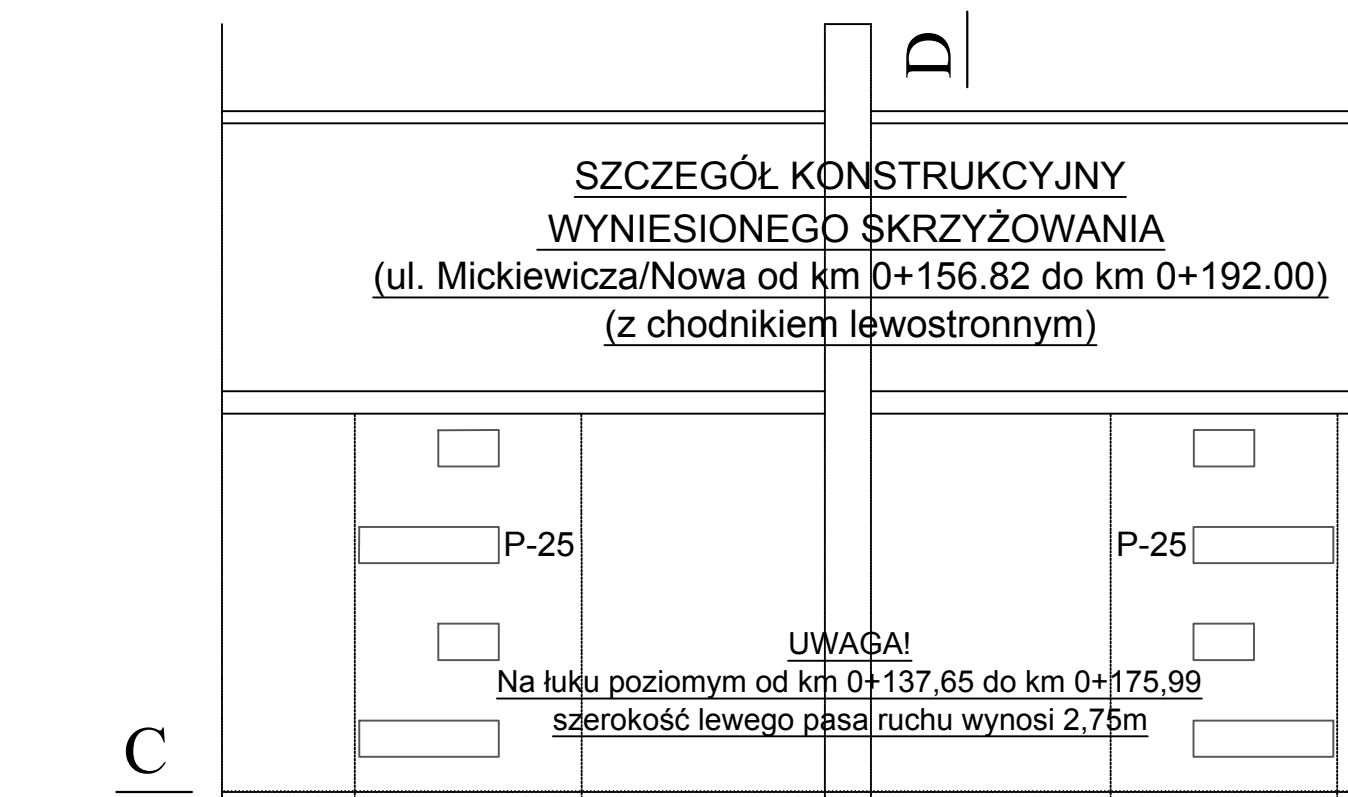 D
SZCZEGÓŁ KONSTRUKCYJNY
WYNIESIONEGO SKRZYŻOWANIA
(ul. Mickiewicza/Nowa od km 0+156.82 do km 0+192.00)
(z chodnikiem lewostronnym)
P-25
P-25
UWAGA!
Na łuku poziomym od km 0+137,65 do km 0+175,99
szerokość lewego pasa ruchu wynosi 2,75m
C